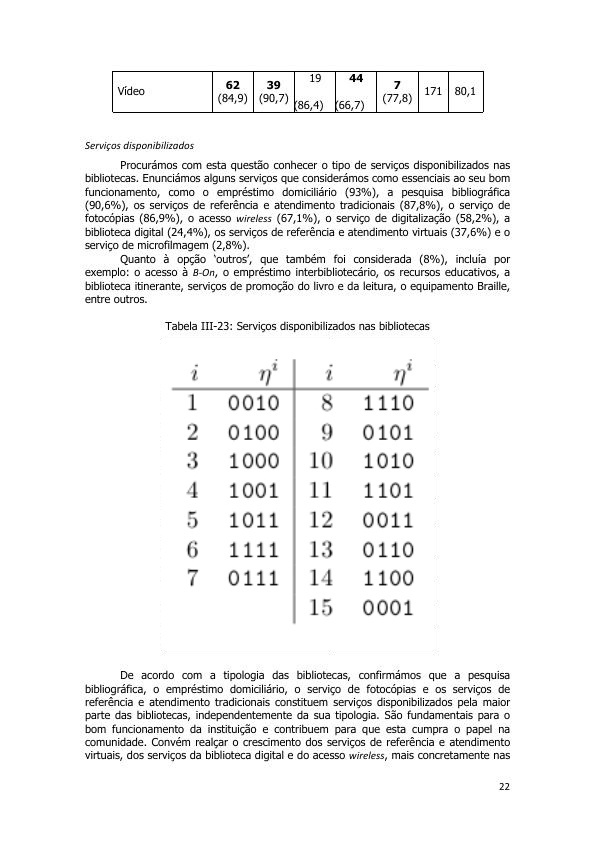 Vídeo 62 (84,9) 39 (90,7) 19 (86,4) 44 (66,7) 7 (77,8) 171 80,1
Serviços disponibilizados
Procurámos com esta questão conhecer o tipo de serviços disponibilizados nas
bibliotecas. Enunciámos alguns serviços que considerámos como essenciais ao seu bom
funcionamento, como o empréstimo domiciliário (93%), a pesquisa bibliográfica
(90,6%), os serviços de referência e atendimento tradicionais (87,8%), o serviço de
fotocópias (86,9%), o acesso wireless (67,1%), o serviço de digitalização (58,2%), a
biblioteca digital (24,4%), os serviços de referência e atendimento virtuais (37,6%) e o
serviço de microfilmagem (2,8%).
Quanto à opção ‘outros’, que também foi considerada (8%), incluía por
exemplo: o acesso à B-On, o empréstimo interbibliotecário, os recursos educativos, a
biblioteca itinerante, serviços de promoção do livro e da leitura, o equipamento Braille,
entre outros.
Tabela III-23: Serviços disponibilizados nas bibliotecas
i η^i i η^i
1 0010 8 1110
2 0100 9 0101
3 1000 10 1010
4 1001 11 1101
5 1011 12 0011
6 1111 13 0110
7 0111 14 1100
15 0001
De acordo com a tipologia das bibliotecas, confirmámos que a pesquisa
bibliográfica, o empréstimo domiciliário, o serviço de fotocópias e os serviços de
referência e atendimento tradicionais constituem serviços disponibilizados pela maior
parte das bibliotecas, independentemente da sua tipologia. São fundamentais para o
bom funcionamento da instituição e contribuem para que esta cumpra o papel na
comunidade. Convém realçar o crescimento dos serviços de referência e atendimento
virtuais, dos serviços da biblioteca digital e do acesso wireless, mais concretamente nas
22